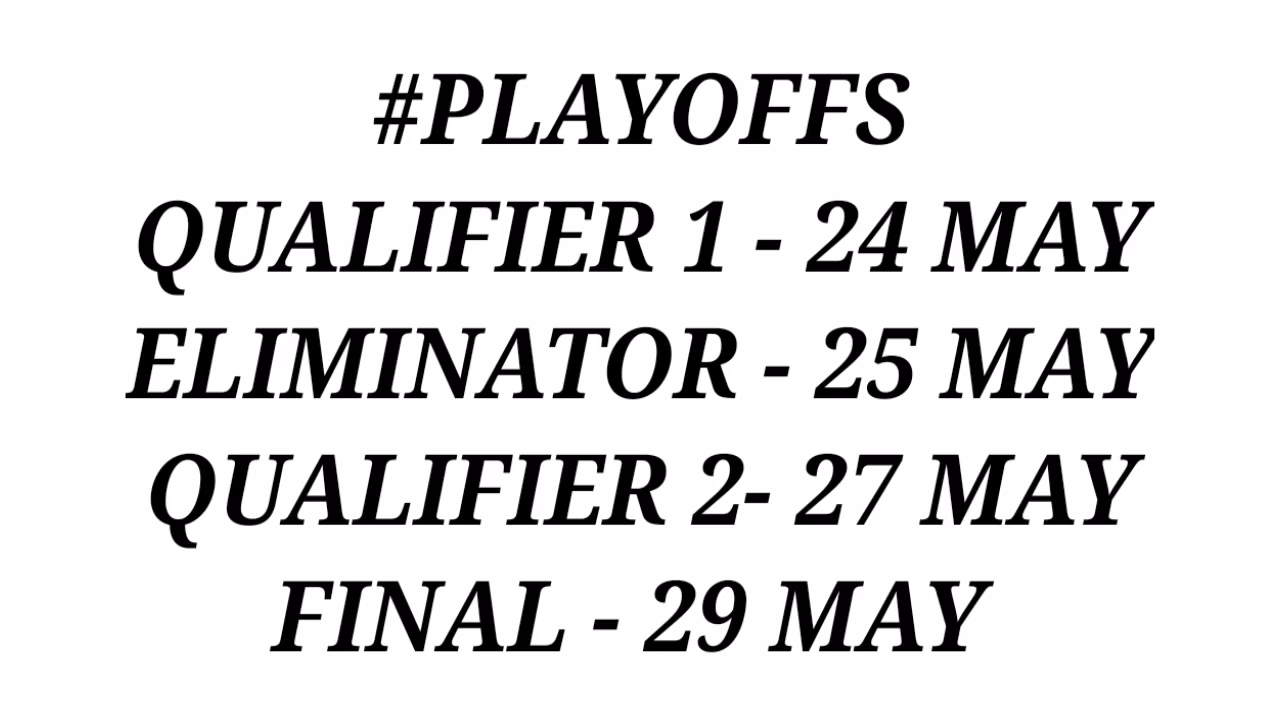 #PLAYOFFS
QUALIFIER 1 - 24 MAY
ELIMINATOR - 25 MAY
QUALIFIER 2- 27 MAY
FINAL - 29 MAY